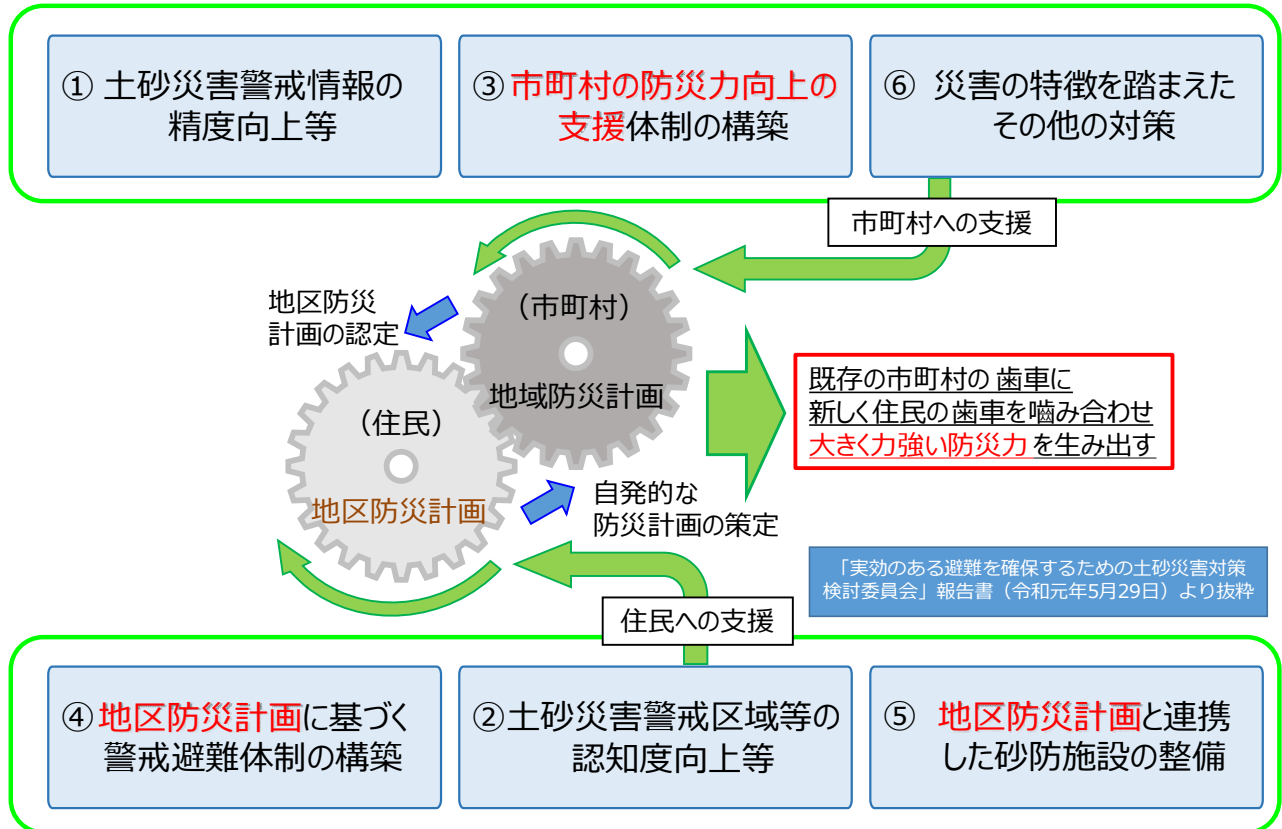 ① 土砂災害警戒情報の
精度向上等
③ 市町村の防災力向上の
支援体制の構築
⑥ 災害の特徴を踏まえた
その他の対策
市町村への支援
地区防災
計画の認定
（市町村）
地域防災計画
（住民）
地区防災計画
既存の市町村の 歯車に
新しく住民の歯車を嚙み合わせ
大きく力強い防災力 を生み出す
自発的な
防災計画の策定
「実効のある避難を確保するための土砂災害対策
検討委員会」報告書（令和元年5月29日）より抜粋
住民への支援
④ 地区防災計画に基づく
警戒避難体制の構築
② 土砂災害警戒区域等の
認知度向上等
⑤ 地区防災計画と連携
した砂防施設の整備